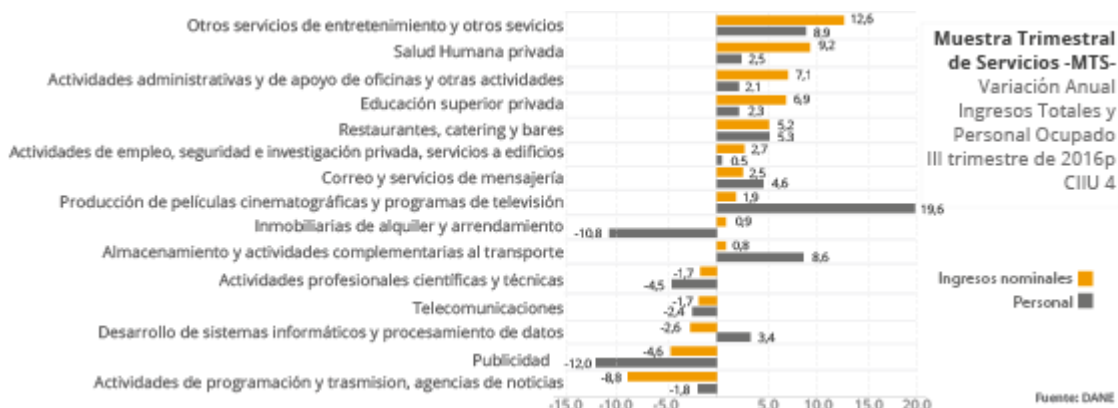 Otros servicios de entretenimiento y otros sevicios
12,6
8,9
Salud Humana privada
9,2
2,5
Actividades administrativas y de apoyo de oficinas y otras actividades
7,1
2,1
Educación superior privada
6,9
2,3
Restaurantes, catering y bares
5,2
5,3
Actividades de empleo, seguridad e investigación privada, servicios a edificios
2,7
0,5
Correo y servicios de mensajería
2,5
4,6
Producción de películas cinematográficas y programas de televisión
1,9
19,6
Inmobiliarias de alquiler y arrendamiento
0,9
-10,8
Almacenamiento y actividades complementarias al transporte
0,8
8,6
Actividades profesionales científicas y técnicas
-1,7
-4,5
Telecomunicaciones
-1,7
-2,4
Desarrollo de sistemas informáticos y procesamiento de datos
-2,6
3,4
Publicidad
-4,6
-12,0
Actividades de programación y trasmision, agencias de noticias
-8,8
-1,8
-15,0 -10,0 -5,0 0,0 5,0 10,0 15,0 20,0
Muestra Trimestral
de Servicios -MTS-
Variación Anual
Ingresos Totales y
Personal Ocupado
III trimestre de 2016p
CIIU 4
Ingresos nominales
Personal
Fuente: DANE